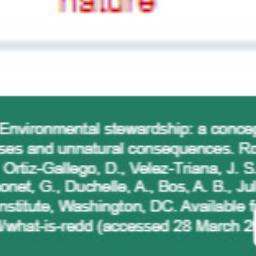 nature
Environmental stewardship: a concep
ses and unnatural consequences. Ro
Ortiz-Gallego, D., Velez-Triana, J. S.
onet, G., Duchelle, A., Bos, A. B., Jul
nstitute, Washington, DC. Available f
/what-is-redd (accessed 28 March 2